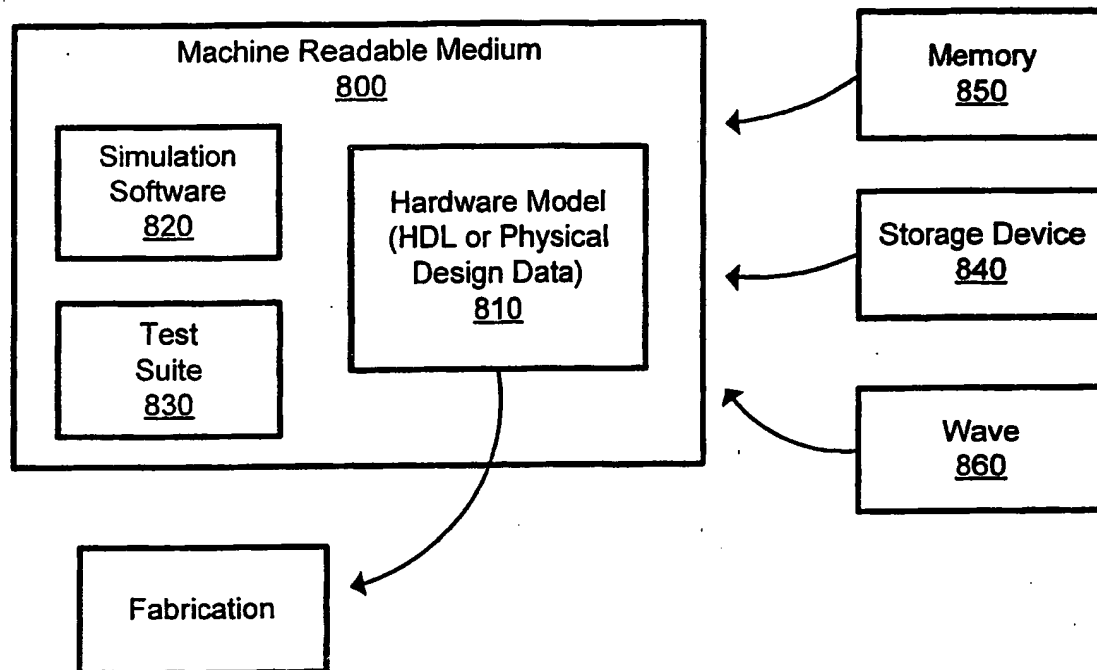 Machine Readable Medium
800
Simulation
Software
820
Hardware Model
(HDL or Physical
Design Data)
810
Test
Suite
830
Memory
850
Storage Device
840
Wave
860
Fabrication